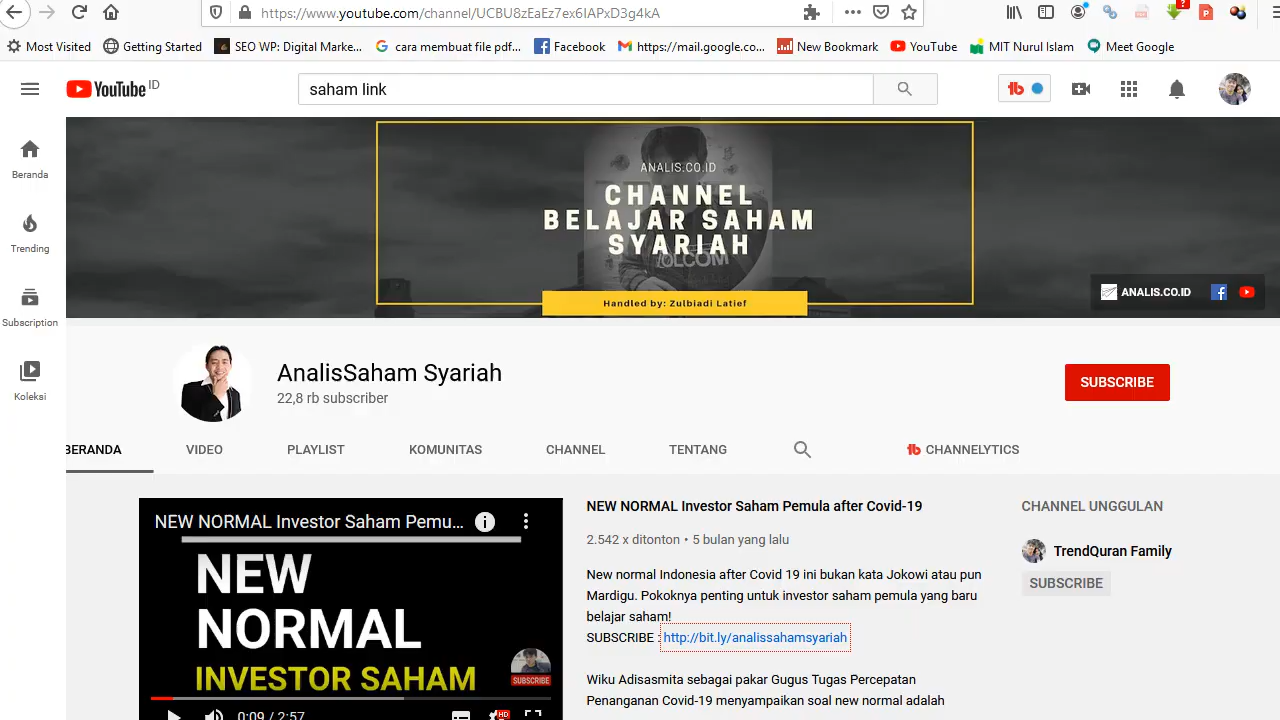 https://www.youtube.com/channel/UCBU8zEaEz7ex6IAPxD3g4kA
Most Visited
Getting Started
SEO WP: Digital Marke...
cara membuat file pdf...
Facebook
https://mail.google.co...
New Bookmark
YouTube
MIT Nurul Islam
Meet Google
YouTube ID
saham link
Beranda
Trending
Subscription
Koleksi
ANALIS.CO.ID
CHANNEL
BELAJAR SAHAM
SYARIAH
Handled by: Zulbiadi Latief
ANALIS.CO.ID
AnalisSaham Syariah
22,8 rb subscriber
SUBSCRIBE
BERANDA
VIDEO
PLAYLIST
KOMUNITAS
CHANNEL
TENTANG
CHANNELYTICS
NEW NORMAL Investor Saham Pemu...
NEW
NORMAL
INVESTOR SAHAM
SUBSCRIBE
0:09 / 2:57
HD
NEW NORMAL Investor Saham Pemula after Covid-19
2.542 x ditonton • 5 bulan yang lalu
New normal Indonesia after Covid 19 ini bukan kata Jokowi atau pun
Mardigu. Pokoknya penting untuk investor saham pemula yang baru
belajar saham!
SUBSCRIBE : http://bit.ly/analissahamsyariah
Wiku Adisasmita sebagai pakar Gugus Tugas Percepatan
Penanganan Covid-19 menyampaikan soal new normal adalah
CHANNEL UNGGULAN
TrendQuran Family
SUBSCRIBE